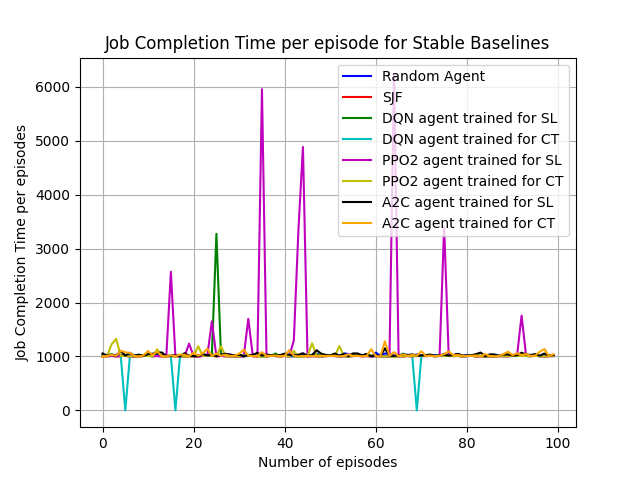 Job Completion Time per episode for Stable Baselines
Job Completion Time per episodes
6000
5000
4000
3000
2000
1000
0
Random Agent
SJF
DQN agent trained for SL
DQN agent trained for CT
PPO2 agent trained for SL
PPO2 agent trained for CT
A2C agent trained for SL
A2C agent trained for CT
0 20 40 60 80 100
Number of episodes